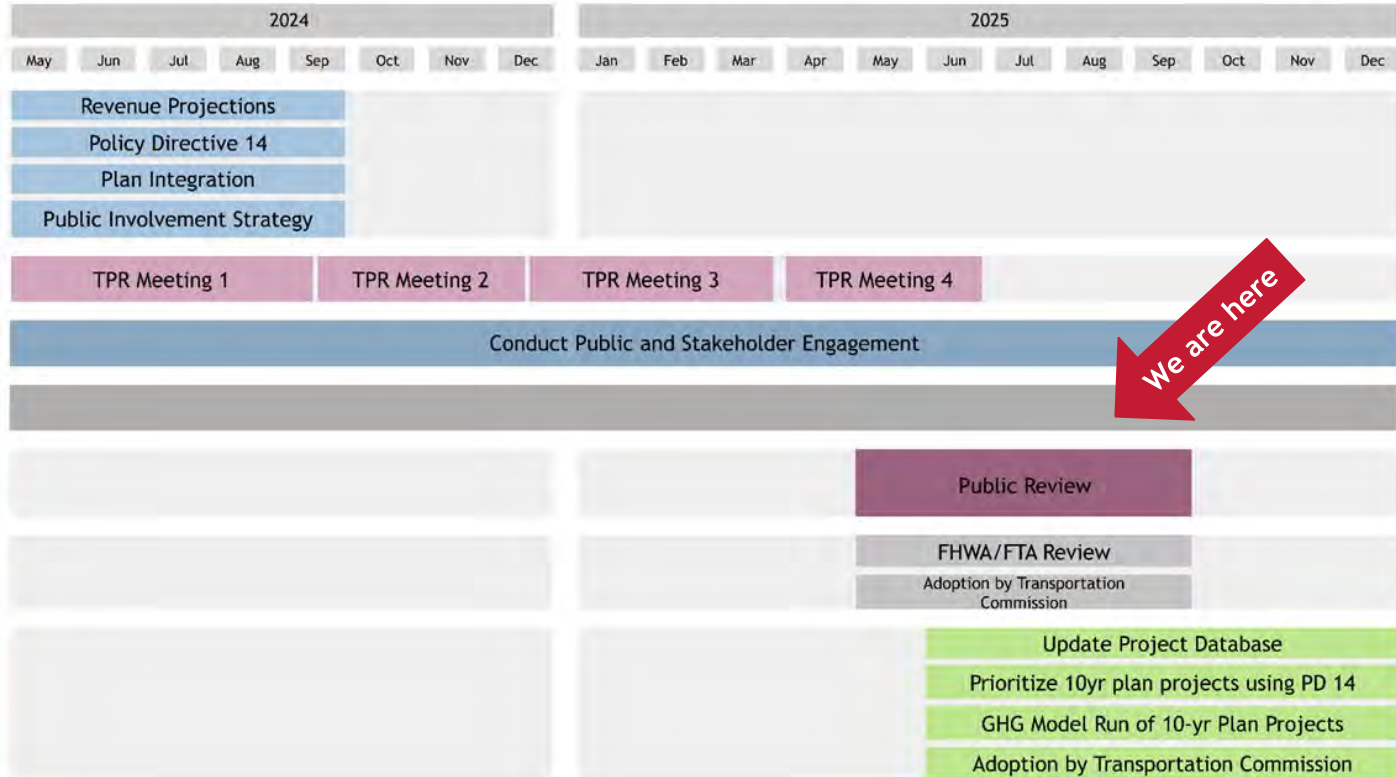 2024
2025
May Jun Jul Aug Sep Oct Nov Dec Jan Feb Mar Apr May Jun Jul Aug Sep Oct Nov Dec
Revenue Projections
Policy Directive 14
Plan Integration
Public Involvement Strategy
TPR Meeting 1
TPR Meeting 2
TPR Meeting 3
TPR Meeting 4
We are here
Conduct Public and Stakeholder Engagement
Public Review
FHWA/FTA Review
Adoption by Transportation
Commission
Update Project Database
Prioritize 10yr plan projects using PD 14
GHG Model Run of 10-yr Plan Projects
Adoption by Transportation Commission